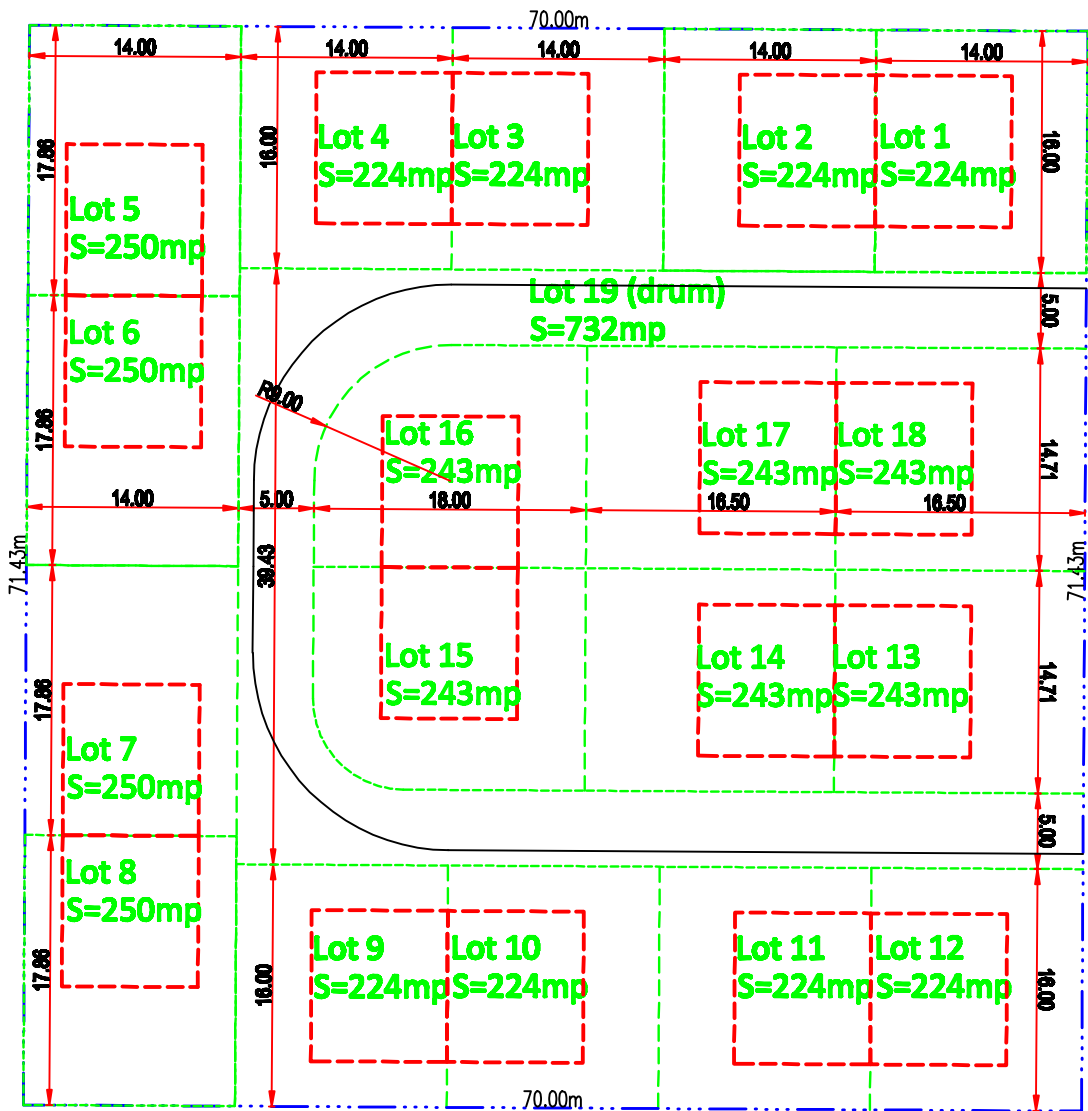 70.00m
14.00
14.00
14.00
14.00
14.00
17.86
16.00
16.00
Lot 4
S=224mp
Lot 3
S=224mp
Lot 2
S=224mp
Lot 1
S=224mp
Lot 5
S=250mp
Lot 19 (drum)
S=732mp
5.00
Lot 6
S=250mp
R9.00
17.86
Lot 16
S=243mp
Lot 17
S=243mp
Lot 18
S=243mp
14.71
14.00
5.00
18.00
16.50
16.50
71.43m
39.43
71.43m
17.86
Lot 15
S=243mp
Lot 14
S=243mp
Lot 13
S=243mp
14.71
Lot 7
S=250mp
5.00
Lot 8
S=250mp
17.86
16.00
Lot 9
S=224mp
Lot 10
S=224mp
Lot 11
S=224mp
Lot 12
S=224mp
16.00
70.00m